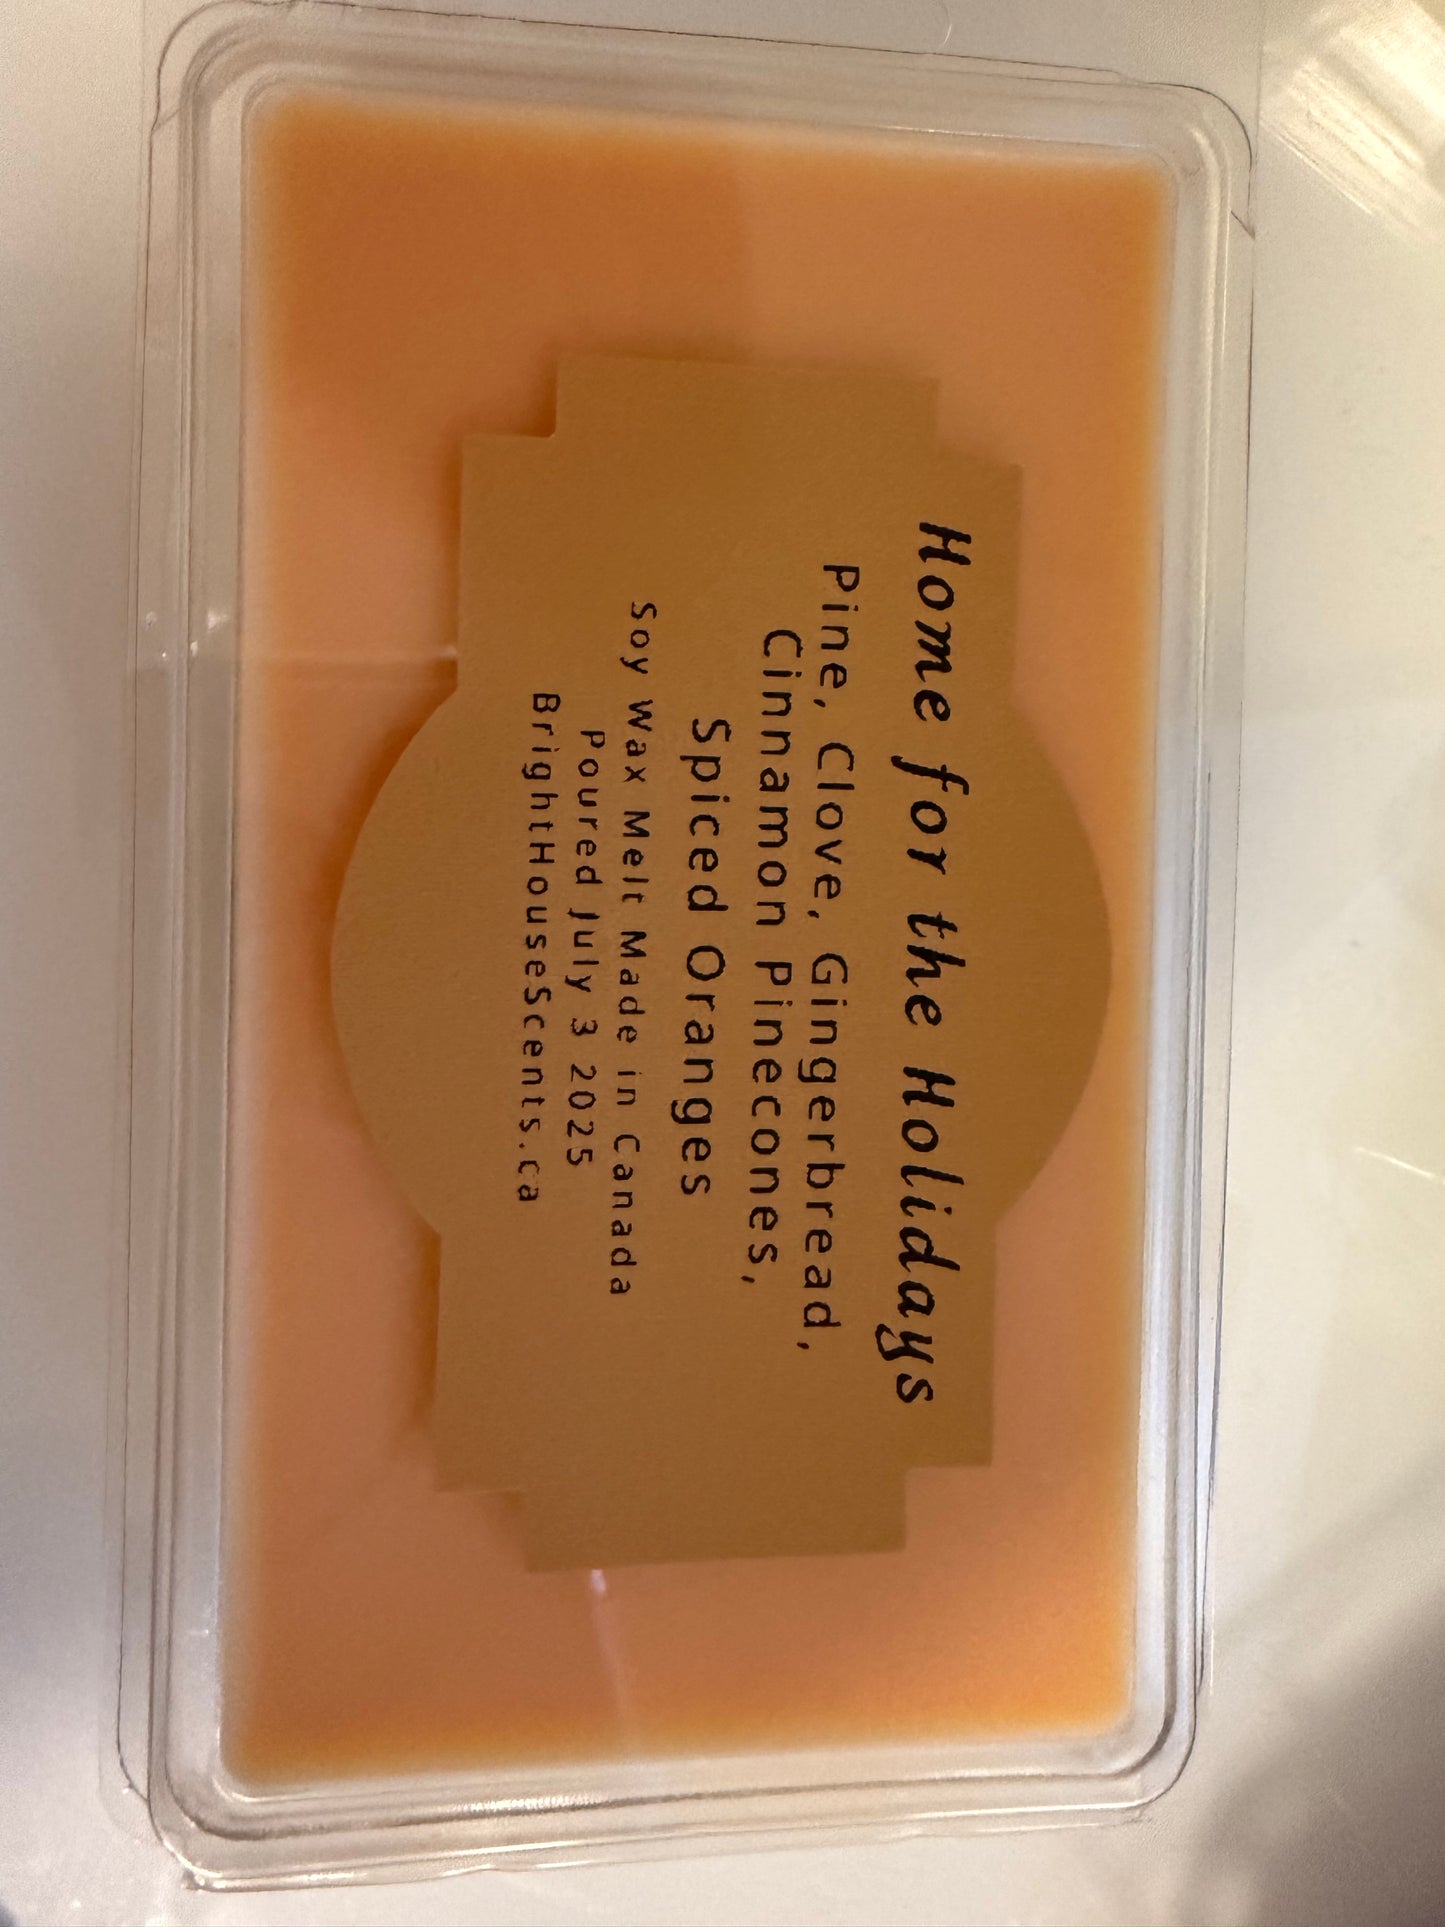 Home for the Holidays
Pine, Clove, Gingerbread,
Cinnamon Pinecones,
Spiced Oranges
Soy Wax Melt Made in Canada
Poured July 3 2025
BrightHouseScents.ca